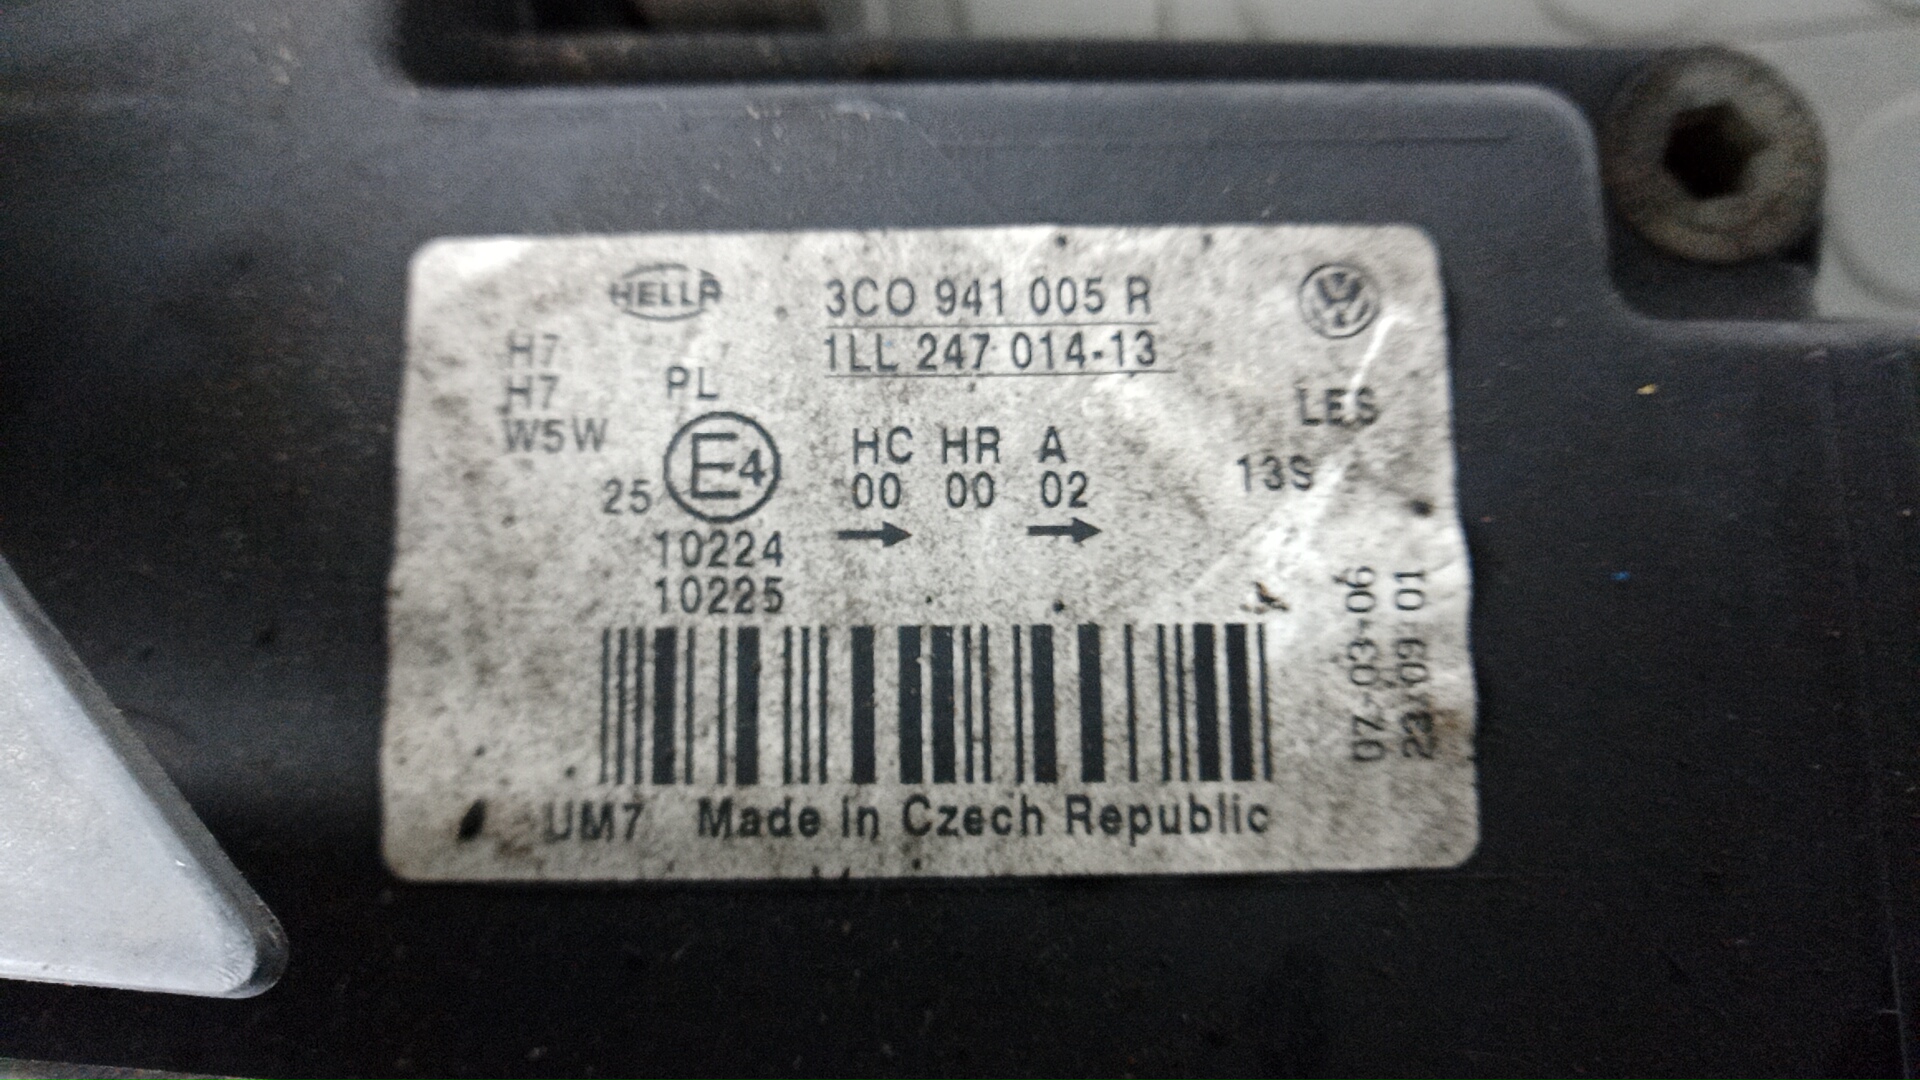 HELLA 3C0 941 005 R
1LL 247 014-13
H7
H7 PL
W5W
LES
E4
25
HC HR A
00 00 02
13S
10224
10225
07-03-06
23 09 01
UM7 Made in Czech Republic